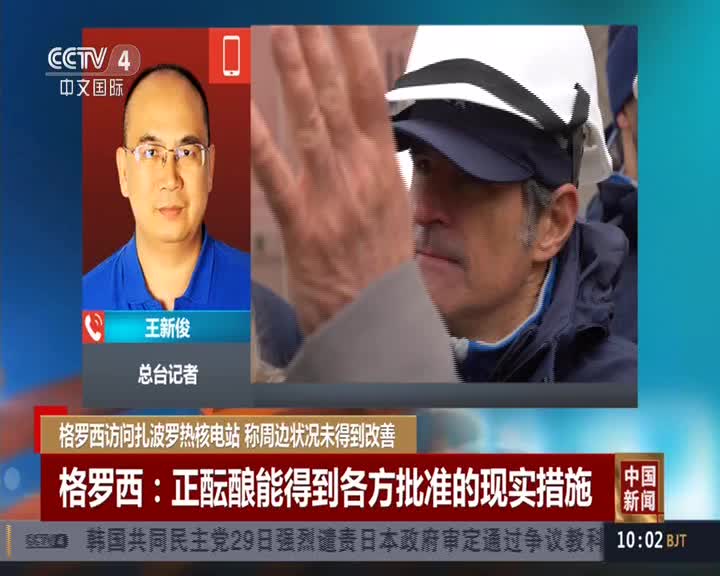 CCTV 4
中文国际
王新俊
总台记者
格罗西访问扎波罗热核电站 称周边状况未得到改善
格罗西：正酝酿能得到各方批准的现实措施
中国
新闻
CCTV4 韩国共同民主党29日强烈谴责日本政府审定通过争议教科
10:02 BJT